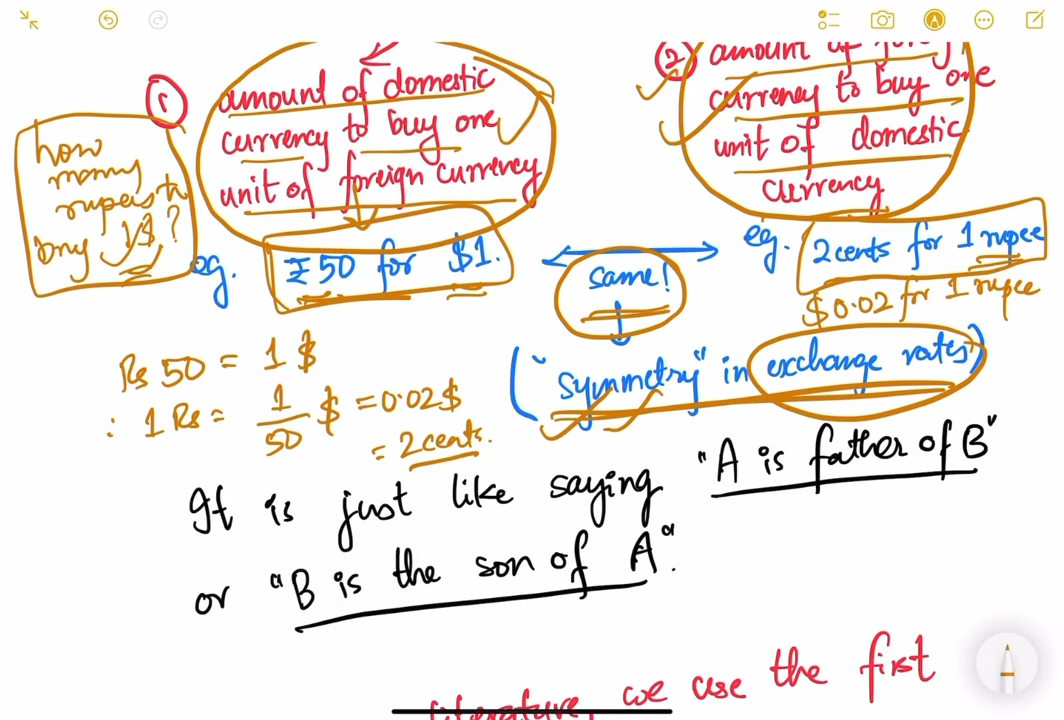 ①
amount of domestic
currency to buy one
unit of foreign currency
②
amount of
currency to buy one
unit of domestic
currency
how
many
rupees to
buy 1$?
eg. ₹50 for $1.
same!
eg. 2 cents for 1 rupee
$0.02 for 1 rupee
("symmetry" in exchange rates)
Rs 50 = 1 $
∴ 1 Rs = 1/50 $ = 0.02$
= 2 cents.
It is just like saying "A is father of B"
or "B is the son of A".
literature, we use the first